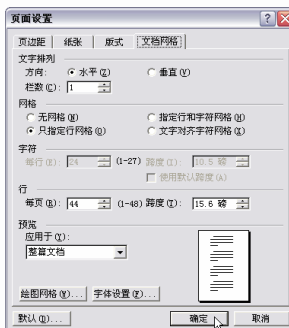 页面设置
页边距 纸张 版式 文档网格
文字排列
方向: 水平(Z) 垂直(V)
栏数(C): 1
网格
无网格(N) 指定行和字符网格(H)
只指定行网格(O) 文字对齐字符网格(X)
字符
每行(E): 24 (1-27) 跨度(I): 10.5 磅
使用默认跨度(A)
行
每页(R): 44 (1-48) 跨度(T): 15.6 磅
预览
应用于(Y):
整篇文档
绘图网格(W)... 字体设置(F)...
默认(D)... 确定 取消